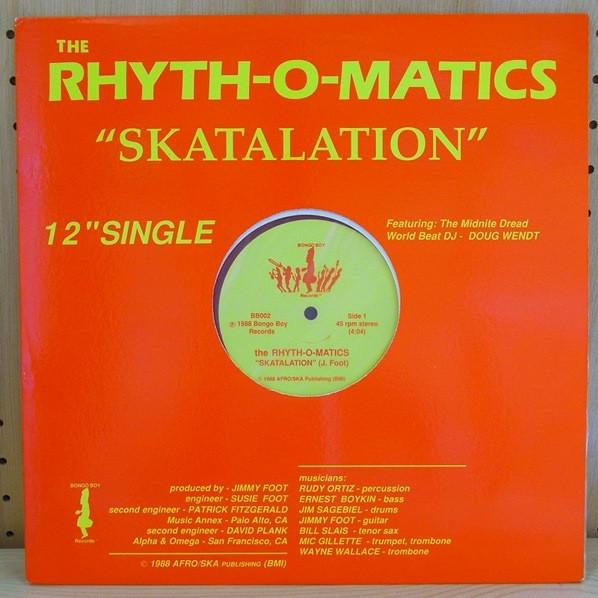 THE
RHYTH-O-MATICS
"SKATALATION"
12" SINGLE
Featuring: The Midnite Dread
World Beat DJ - DOUG WENDT
BONGO BOY
Records™
BB002
℗ 1988 Bongo Boy
Records
Side 1
45 rpm stereo
(4:04)
the RHYTH-O-MATICS
"SKATALATION" (J. Foot)
© 1988 AFRO/SKA Publishing (BMI)
BONGO BOY
Records
produced by - JIMMY FOOT
engineer - SUSIE FOOT
second engineer - PATRICK FITZGERALD
Music Annex - Palo Alto, CA
second engineer - DAVID PLANK
Alpha & Omega - San Francisco, CA
© 1988 AFRO/SKA PUBLISHING (BMI)
musicians:
RUDY ORTIZ - percussion
ERNEST BOYKIN - bass
JIM SAGEBIEL - drums
JIMMY FOOT - guitar
BILL SLAIS - tenor sax
MIC GILLETTE - trumpet, trombone
WAYNE WALLACE - trombone